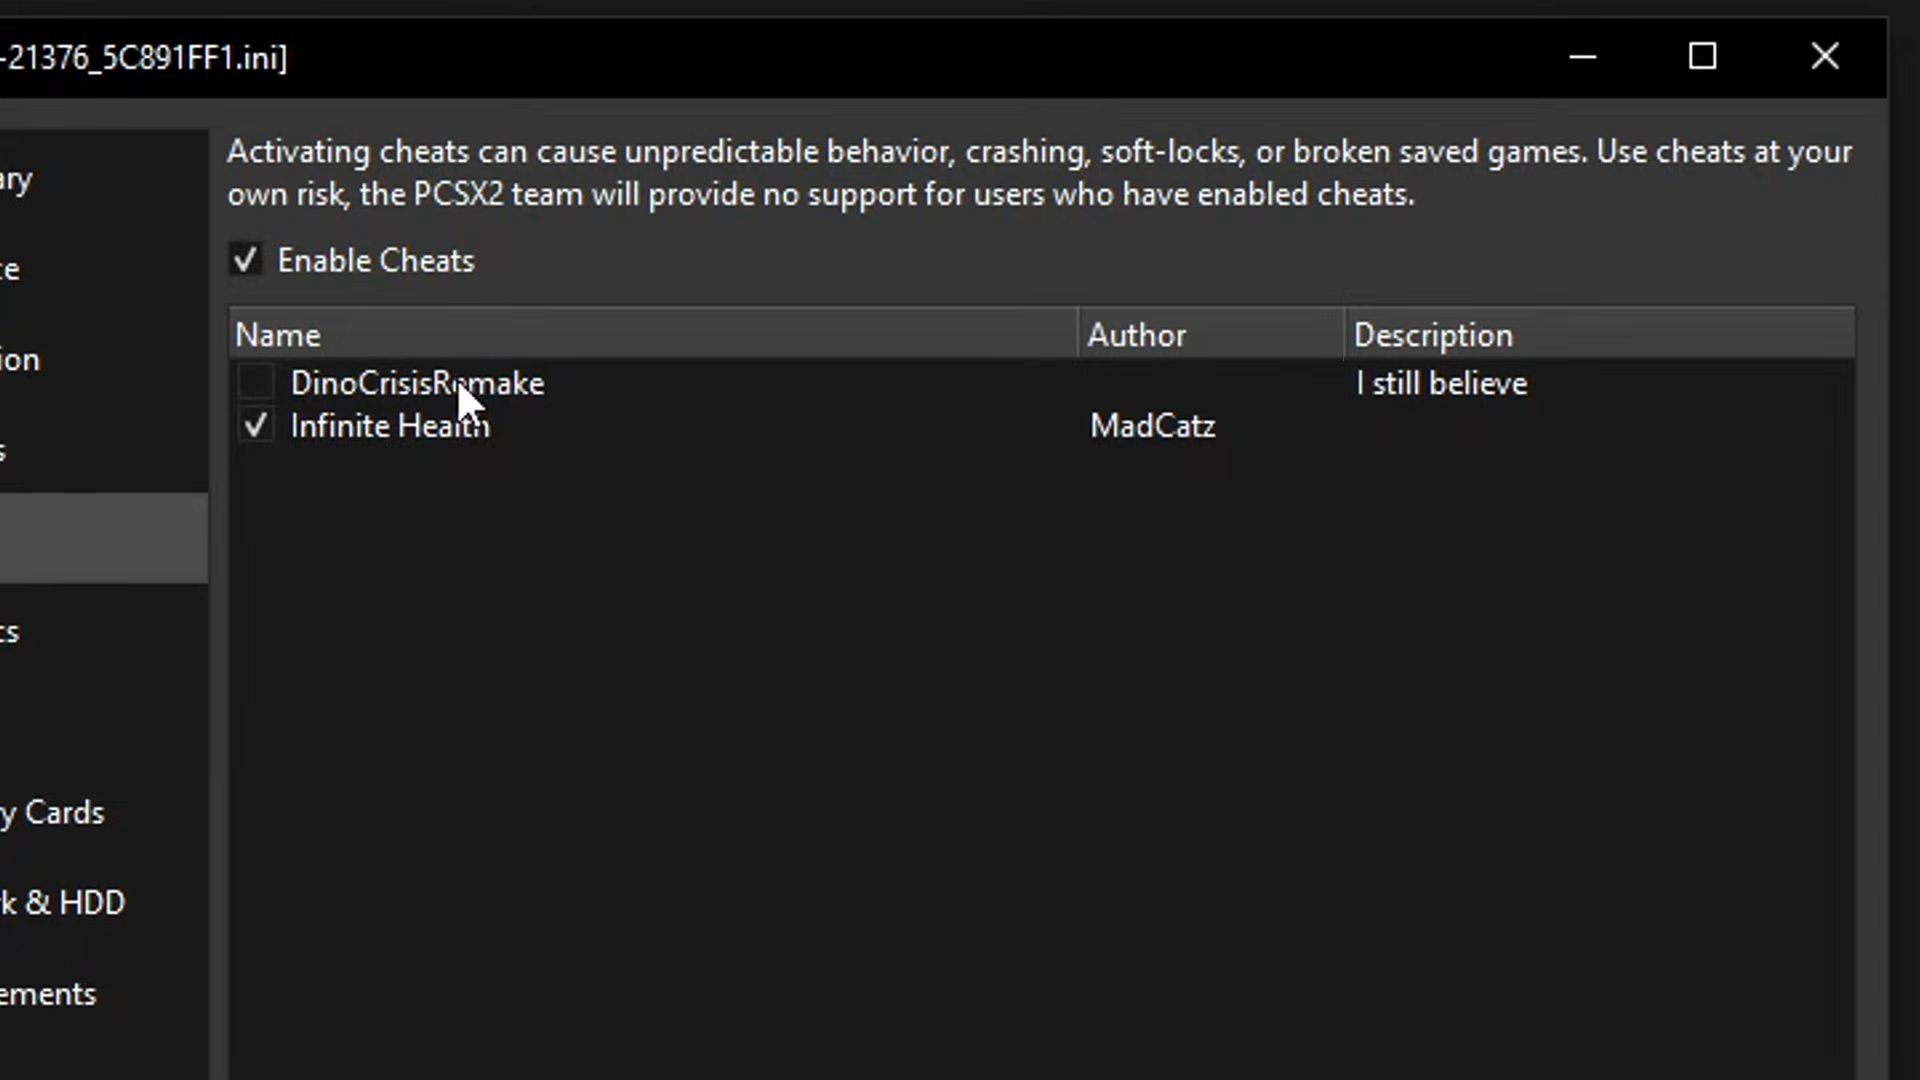 -21376_5C891FF1.ini]
Activating cheats can cause unpredictable behavior, crashing, soft-locks, or broken saved games. Use cheats at your
own risk, the PCSX2 team will provide no support for users who have enabled cheats.
Enable Cheats
Name Author Description
DinoCrisisRemake I still believe
Infinite Health MadCatz
ary
te
ion
s
cs
y Cards
k & HDD
ements